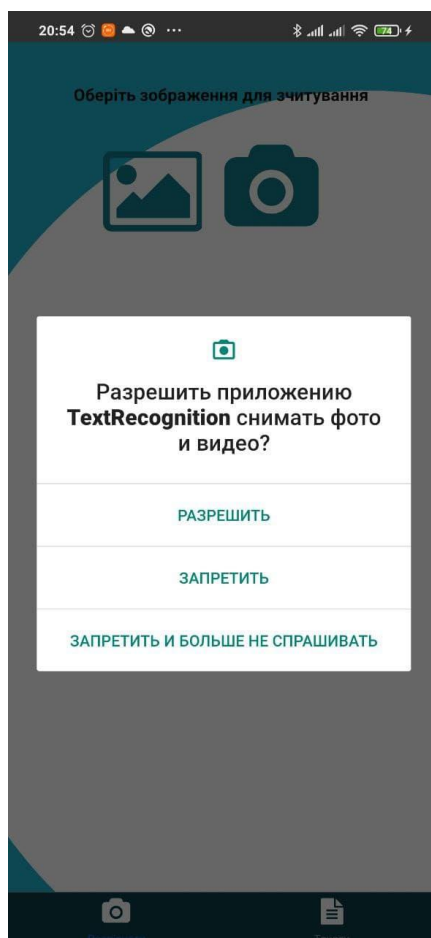 20:54 74
Оберіть зображення для зчитування
Разрешить приложению
TextRecognition снимать фото
и видео?
РАЗРЕШИТЬ
ЗАПРЕТИТЬ
ЗАПРЕТИТЬ И БОЛЬШЕ НЕ СПРАШИВАТЬ